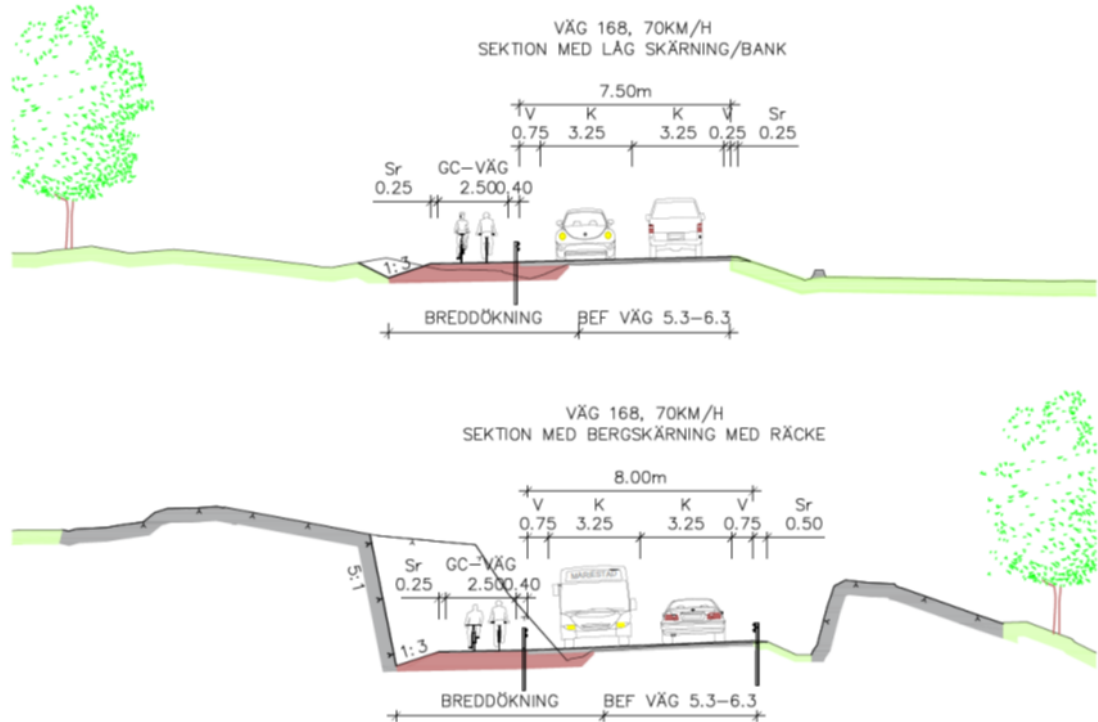 VÄG 168, 70KM/H
SEKTION MED LÅG SKÄRNING/BANK
7.50m
V K K V Sr
0.75 3.25 3.25 0.25 0.25
Sr GC-VÄG
0.25 2.500.40
1:3
BREDDÖKNING BEF VÄG 5.3-6.3
VÄG 168, 70KM/H
SEKTION MED BERGSKÄRNING MED RÄCKE
8.00m
V K K V Sr
0.75 3.25 3.25 0.75 0.50
Sr GC-VÄG
0.25 2.500.40
MARIESTAD
5:1
1:3
BREDDÖKNING BEF VÄG 5.3-6.3